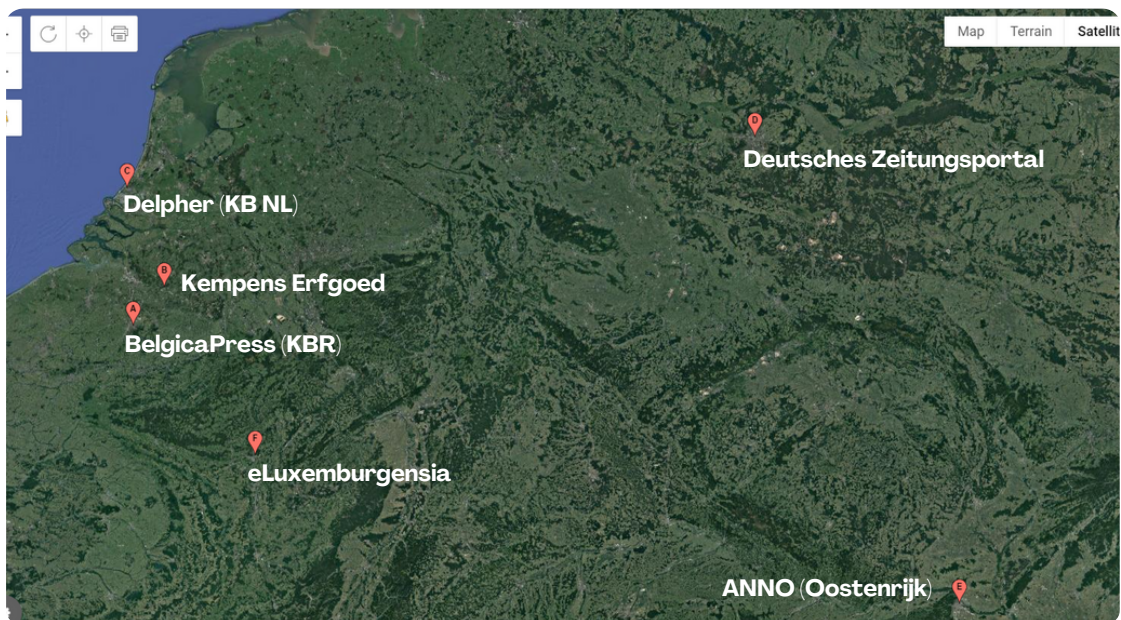 Map Terrain Satellit
D
Deutsches Zeitungsportal
C
Delpher (KB NL)
B
Kempens Erfgoed
A
BelgicaPress (KBR)
F
eLuxemburgensia
ANNO (Oostenrijk)
E